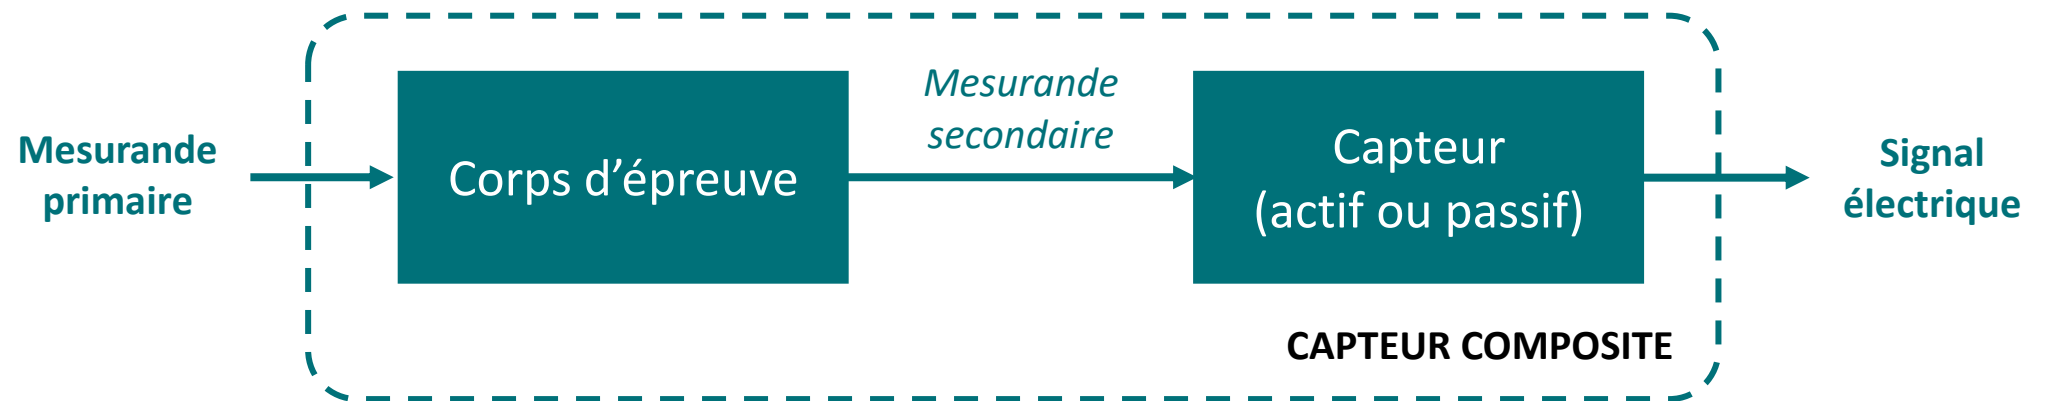 Mesurande
primaire
Corps d’épreuve
Mesurande
secondaire
Capteur
(actif ou passif)
Signal
électrique
CAPTEUR COMPOSITE